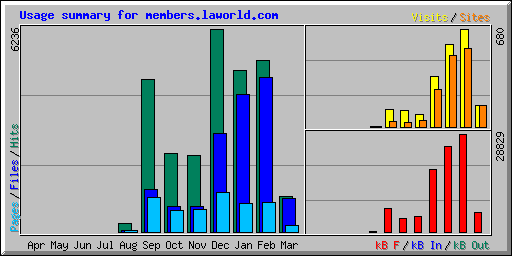 Usage summary for members.laworld.com
Visits/Sites
6236
680
Pages/Files/Hits
28829
Apr May Jun Jul Aug Sep Oct Nov Dec Jan Feb Mar
kB F/kB In/kB Out